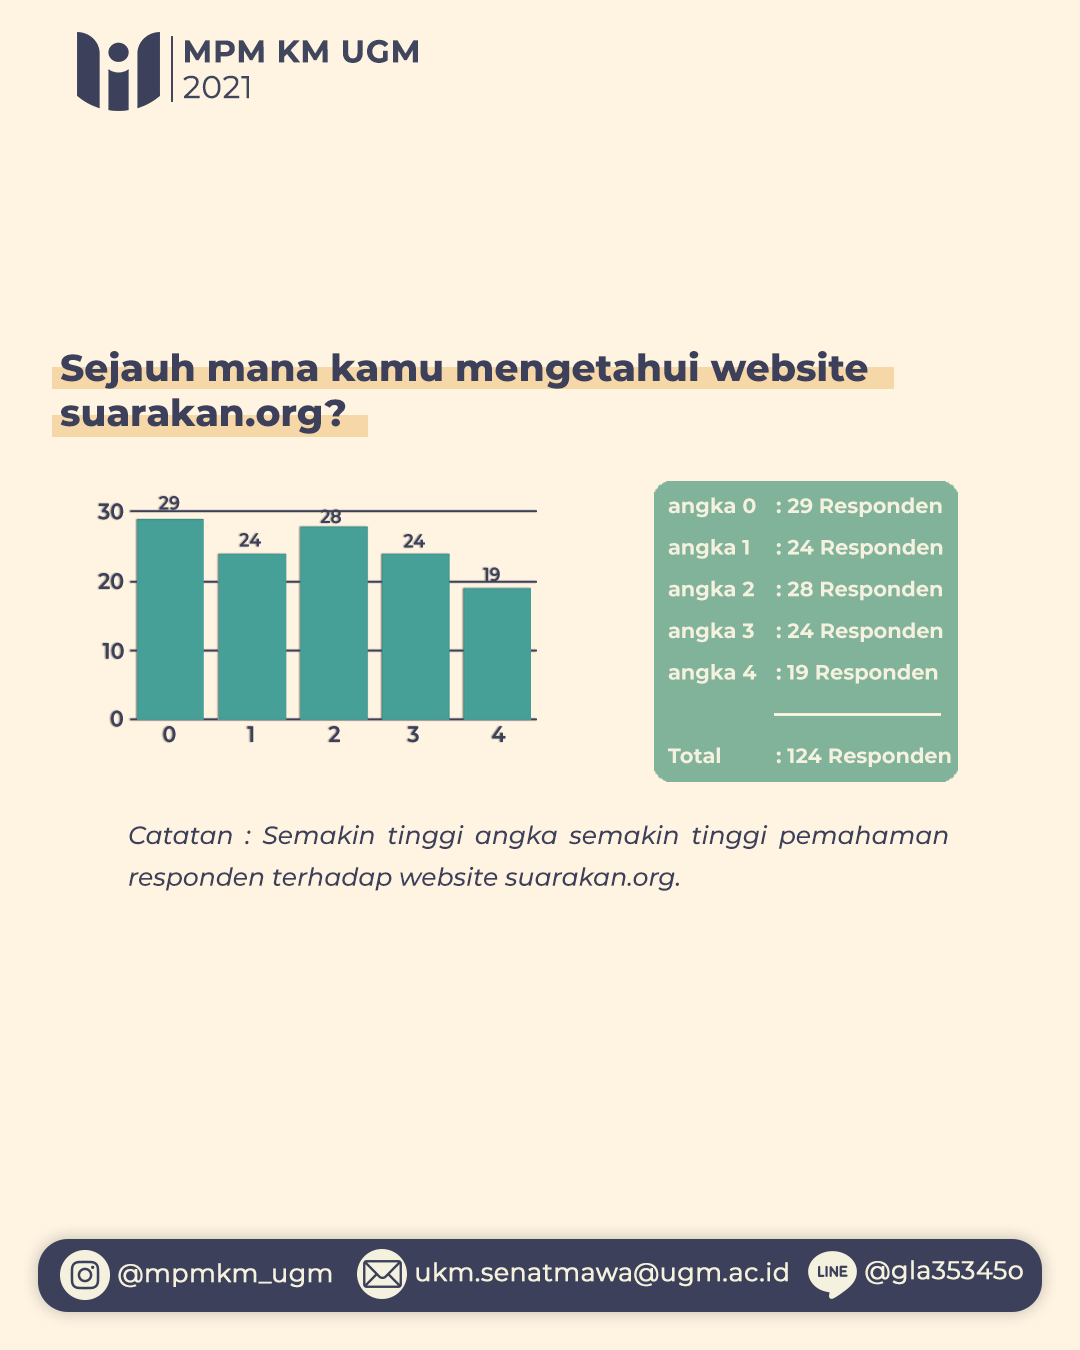 MPM KM UGM
2021
Sejauh mana kamu mengetahui website
suarakan.org?
30
20
10
0
29
24
28
24
19
0 1 2 3 4
angka 0 : 29 Responden
angka 1 : 24 Responden
angka 2 : 28 Responden
angka 3 : 24 Responden
angka 4 : 19 Responden
Total : 124 Responden
Catatan : Semakin tinggi angka semakin tinggi pemahaman
responden terhadap website suarakan.org.
@mpmkm_ugm ukm.senatmawa@ugm.ac.id LINE @gla35345o